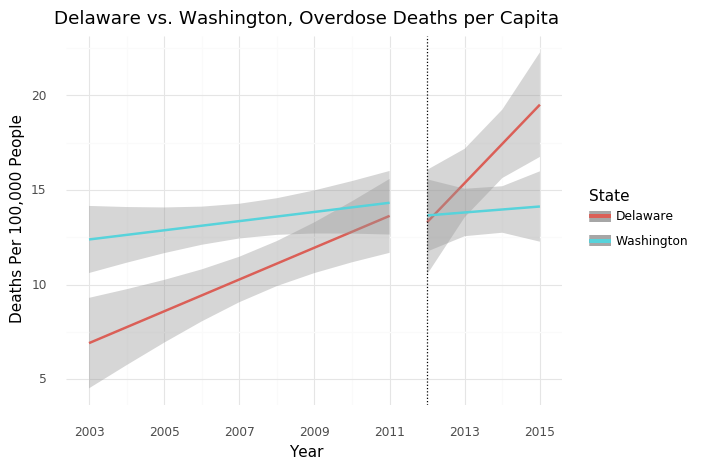 Delaware vs. Washington, Overdose Deaths per Capita
Deaths Per 100,000 People
20
15
10
5
2003 2005 2007 2009 2011 2013 2015
Year
State
Delaware
Washington